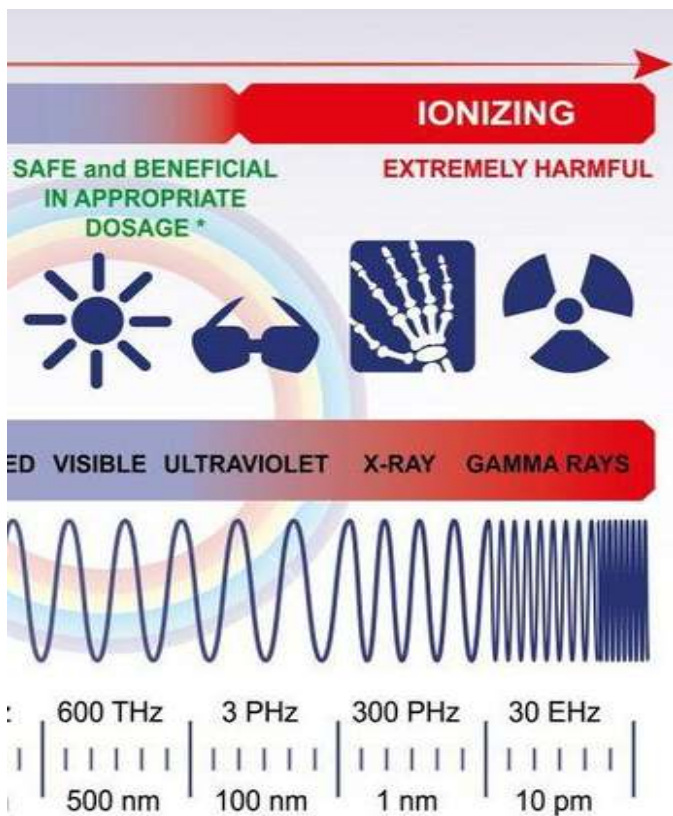 IONIZING
SAFE and BENEFICIAL
IN APPROPRIATE
DOSAGE *
EXTREMELY HARMFUL
ED VISIBLE ULTRAVIOLET X-RAY GAMMA RAYS
600 THz 3 PHz 300 PHz 30 EHz
500 nm 100 nm 1 nm 10 pm